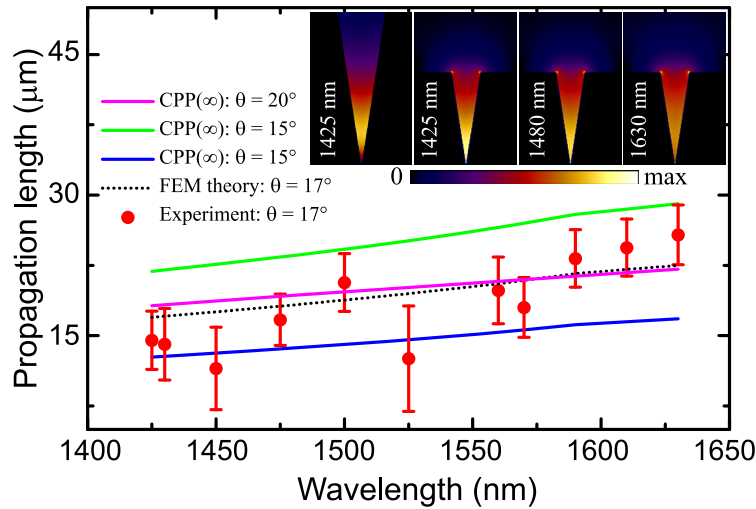 Propagation length (μm)
45
30
15
CPP(∞): θ = 20°
CPP(∞): θ = 15°
CPP(∞): θ = 15°
FEM theory: θ = 17°
Experiment: θ = 17°
1425 nm
1425 nm
1480 nm
1630 nm
0
max
1400
1450
1500
1550
1600
1650
Wavelength (nm)